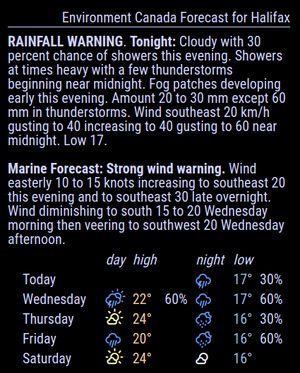 Environment Canada Forecast for Halifax
RAINFALL WARNING. Tonight: Cloudy with 30
percent chance of showers this evening. Showers
at times heavy with a few thunderstorms
beginning near midnight. Fog patches developing
early this evening. Amount 20 to 30 mm except 60
mm in thunderstorms. Wind southeast 20 km/h
gusting to 40 increasing to 40 gusting to 60 near
midnight. Low 17.
Marine Forecast: Strong wind warning. Wind
easterly 10 to 15 knots increasing to southeast 20
this evening and to southeast 30 late overnight.
Wind diminishing to south 15 to 20 Wednesday
morning then veering to southwest 20 Wednesday
afternoon.
day high night low
Today 17° 30%
Wednesday 22° 60% 17° 60%
Thursday 24° 16° 30%
Friday 20° 16° 60%
Saturday 24° 16°